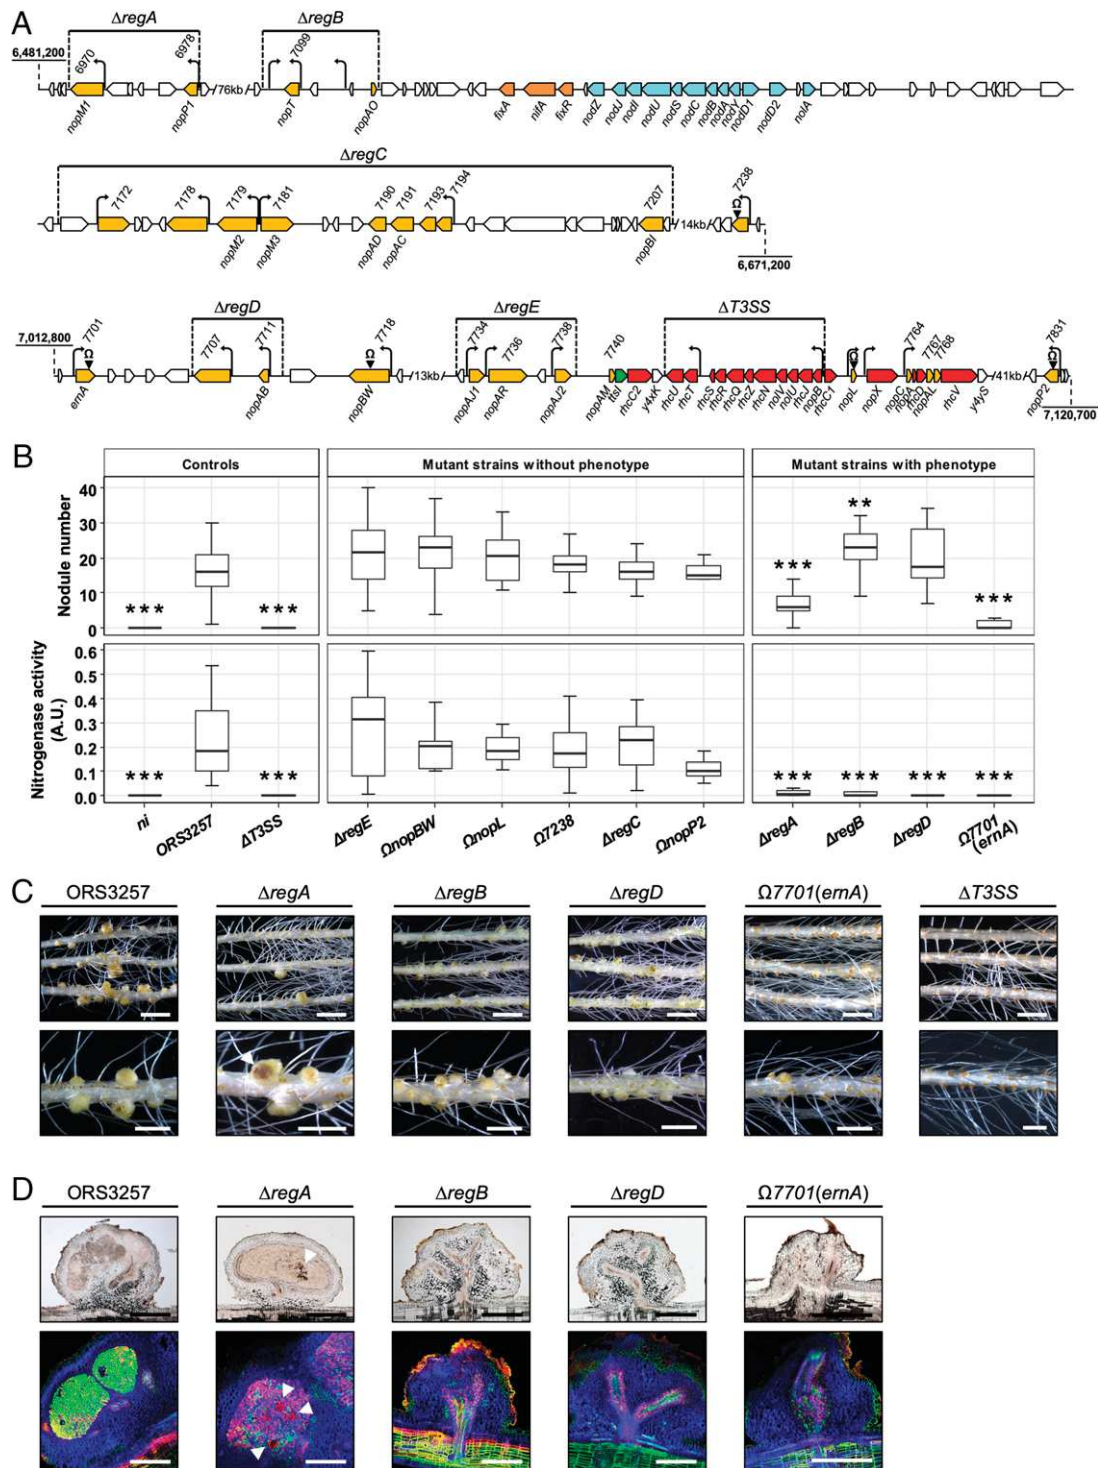 A
ΔregA
ΔregB
6,481,200
6970
6978
7099
76kb
nopM1
nopP1
nopT
nopAO
fixA
nifA
fixR
nodZ
nodJ
nodI
nodU
nodS
nodC
nodB
nodA
nodY
nodD1
nodD2
nolA
ΔregC
7172
7178
7179
7181
7190
7191
7193
7194
7207
7238
Ω
14kb
nopM2
nopM3
nopAD
nopAC
nopBI
6,671,200
ΔregD
ΔregE
ΔT3SS
7,012,800
7701
7707
7711
7718
7734
7736
7738
7740
7764
7767
7768
7831
Ω
Ω
Ω
Ω
13kb
41kb
ernA
nopAB
nopBW
nopAJ1
nopAR
nopAJ2
nopAM
ttsI
rhcC2
y4xK
rhcU
rhcT
rhcS
rhcR
rhcQ
rhcZ
rhcN
nolV
nolU
rhcJ
nopB
rhcC1
nopL
nopX
nopC
nopA
rhcD
nopAL
rhcV
y4yS
nopP2
7,120,700
B
Controls
Mutant strains without phenotype
Mutant strains with phenotype
Nodule number
40
30
20
10
0
*** *** *** ** ***
Nitrogenase activity
(A.U.)
0.6
0.5
0.4
0.3
0.2
0.1
0.0
*** *** *** *** *** ***
ni
ORS3257
ΔT3SS
ΔregE
ΩnopBW
ΩnopL
Ω7238
ΔregC
ΩnopP2
ΔregA
ΔregB
ΔregD
Ω7701
(ernA)
C
ORS3257
ΔregA
ΔregB
ΔregD
Ω7701(ernA)
ΔT3SS
D
ORS3257
ΔregA
ΔregB
ΔregD
Ω7701(ernA)